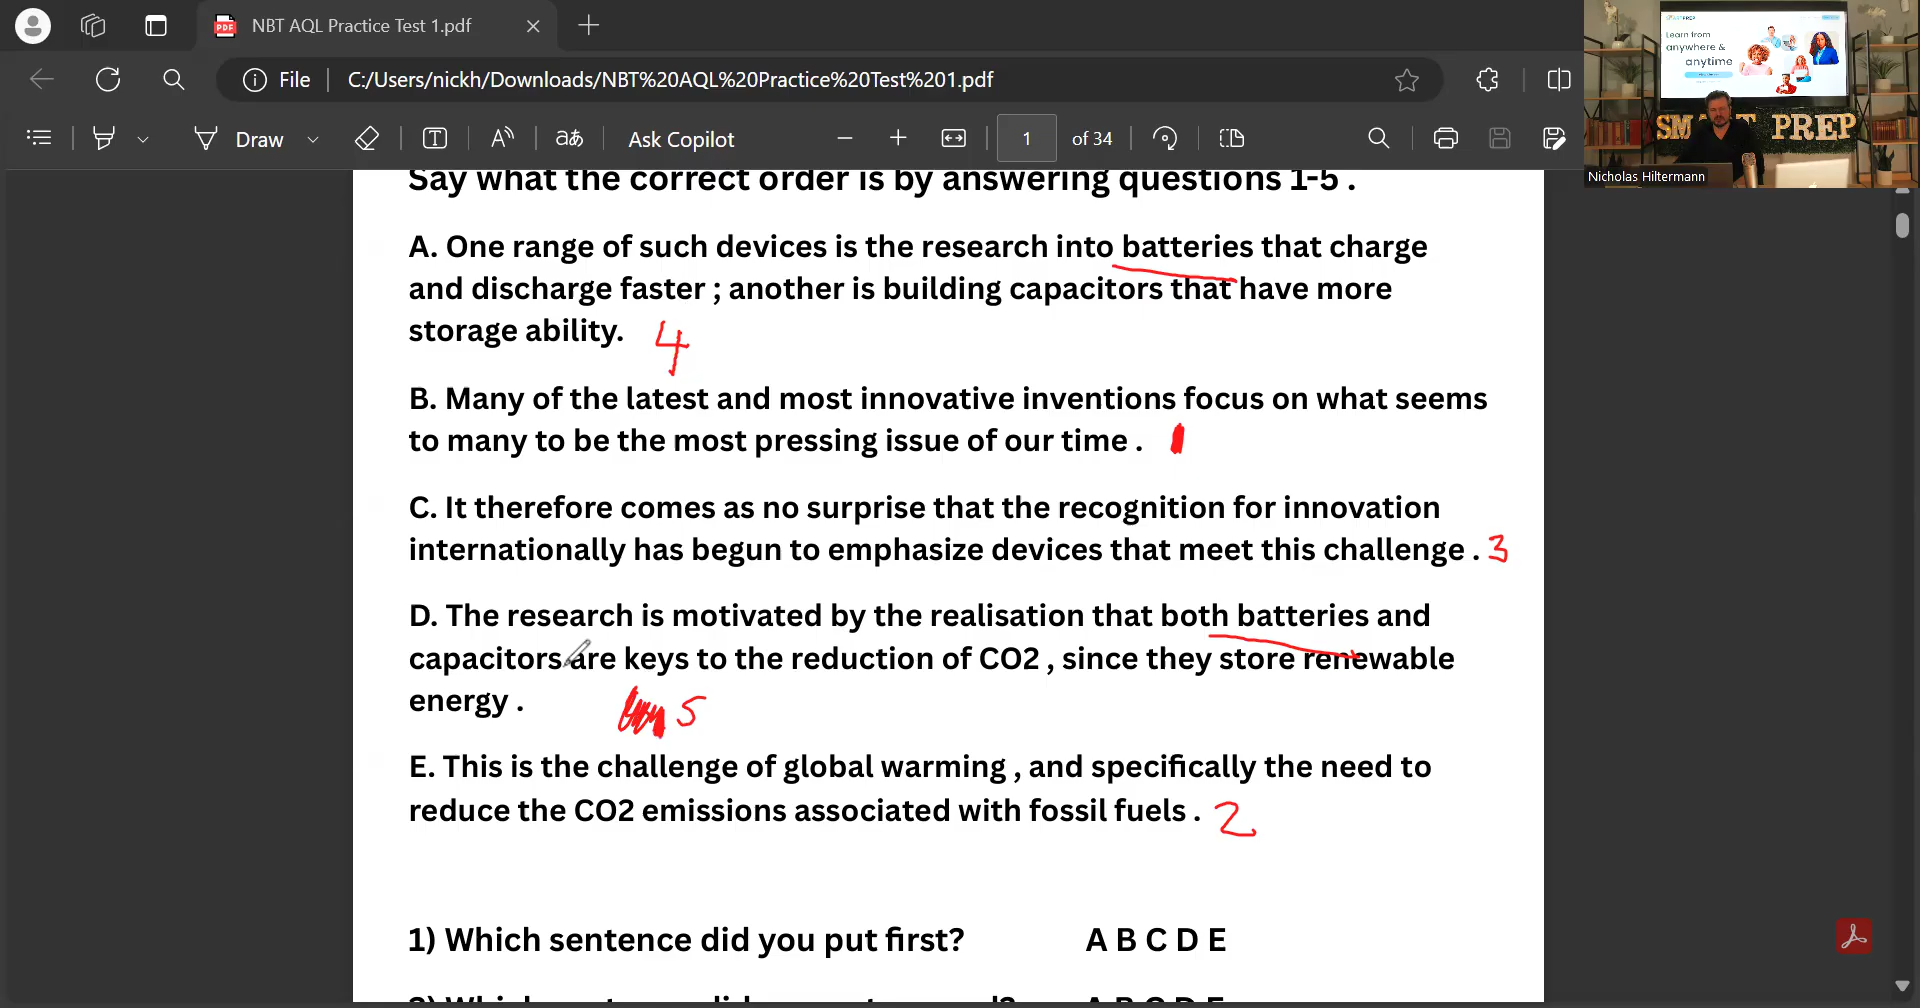 NBT AQL Practice Test 1.pdf
File
C:/Users/nickh/Downloads/NBT%20AQL%20Practice%20Test%201.pdf
Draw
Ask Copilot
1 of 34
Learn from
anywhere &
anytime
SMART PREP
Nicholas Hiltermann
Say what the correct order is by answering questions 1-5 .
A. One range of such devices is the research into batteries that charge
and discharge faster ; another is building capacitors that have more
storage ability. 4
B. Many of the latest and most innovative inventions focus on what seems
to many to be the most pressing issue of our time . 1
C. It therefore comes as no surprise that the recognition for innovation
internationally has begun to emphasize devices that meet this challenge . 3
D. The research is motivated by the realisation that both batteries and
capacitors are keys to the reduction of CO2 , since they store renewable
energy . 5
E. This is the challenge of global warming , and specifically the need to
reduce the CO2 emissions associated with fossil fuels . 2
1) Which sentence did you put first? A B C D E